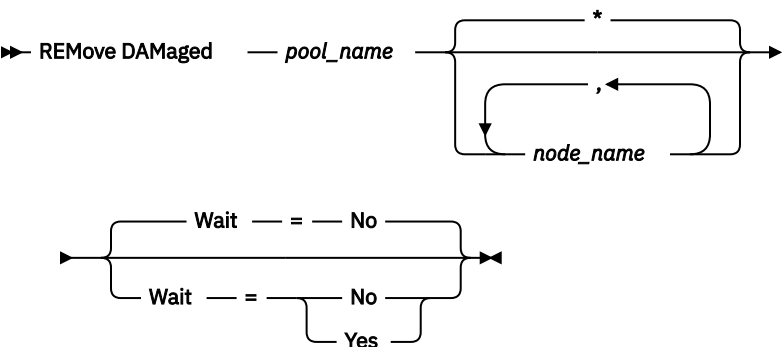 *
REMove DAMaged pool_name
,
node_name
Wait = No
Wait = No
Yes